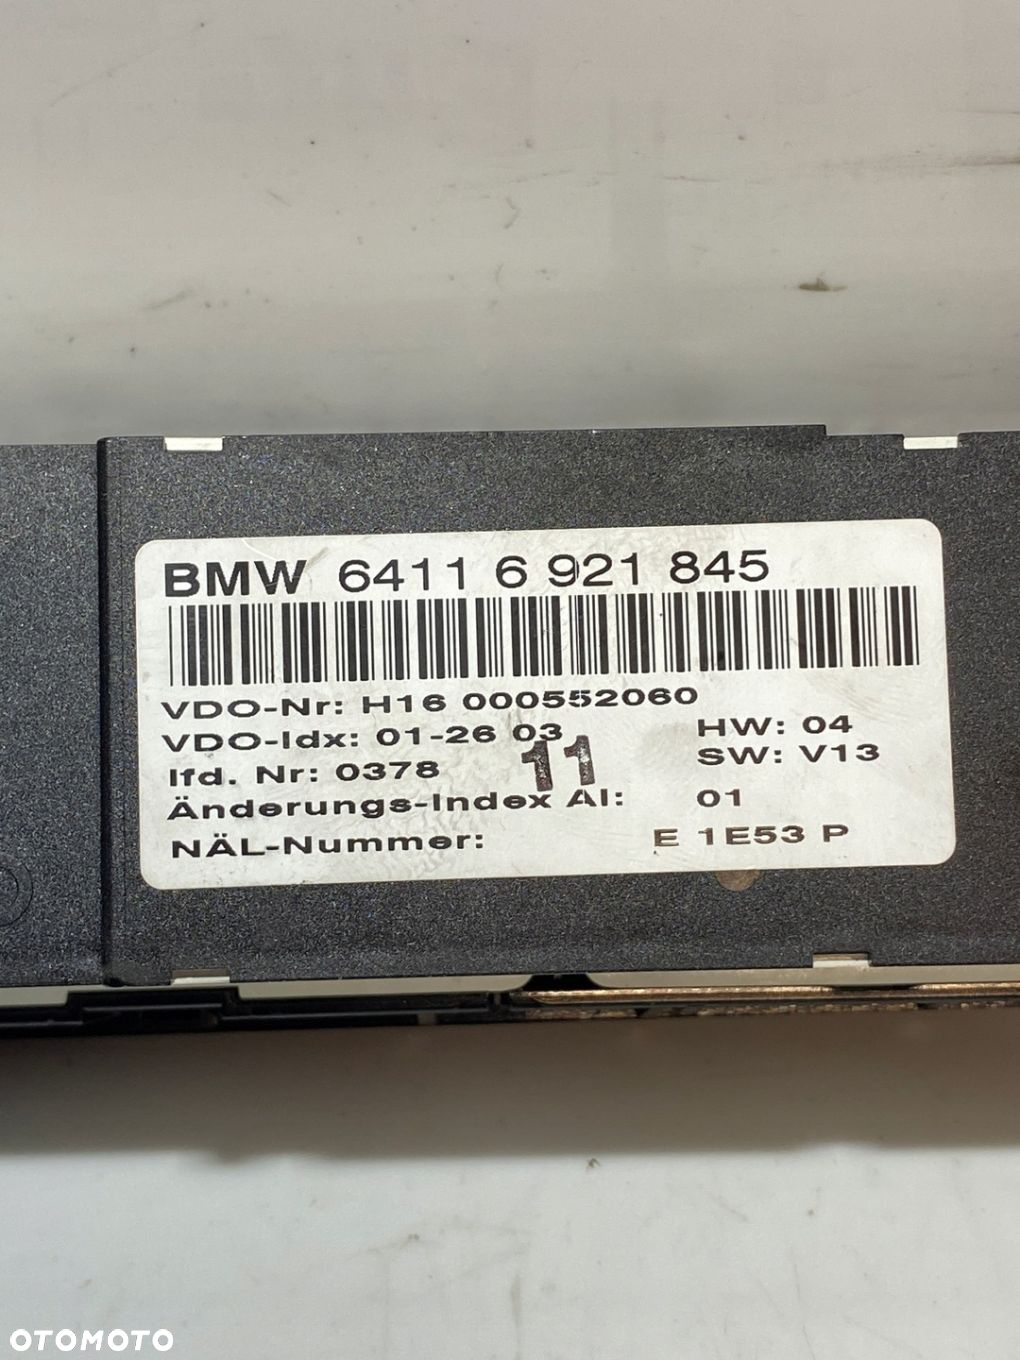 BMW 6411 6 921 845
VDO-Nr: H16 000552060
VDO-Idx: 01-26 03 HW: 04
lfd. Nr: 0378 11 SW: V13
Änderungs-Index AI: 01
NÄL-Nummer: E 1E53 P
OTOMOTO